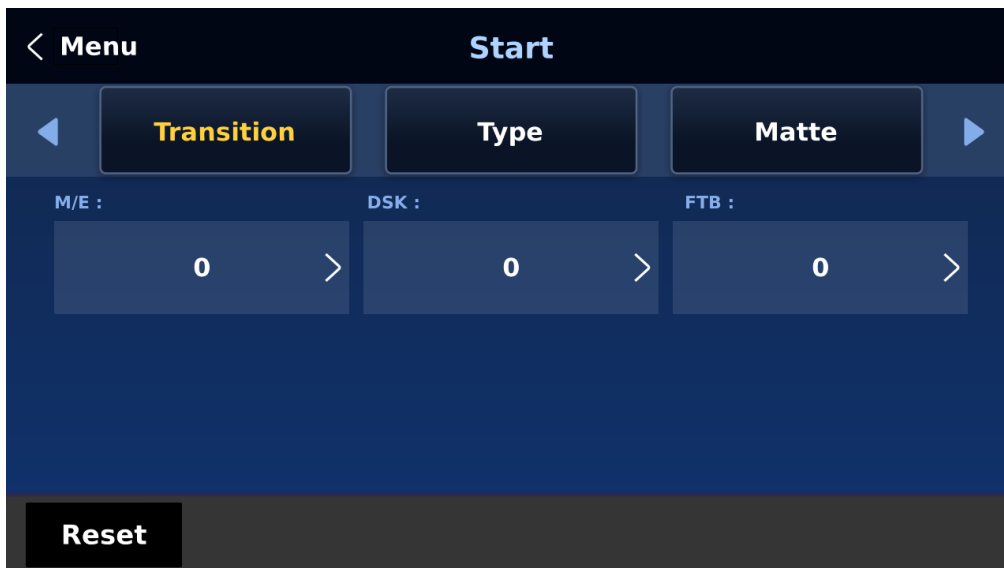 Menu
Start
Transition
Type
Matte
M/E :
DSK :
FTB :
0
0
0
Reset